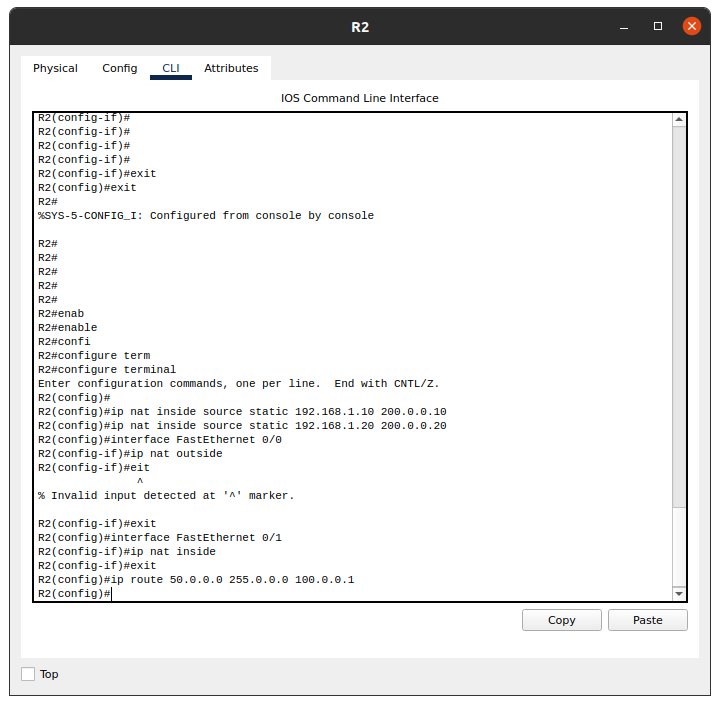 R2
Physical Config CLI Attributes
IOS Command Line Interface
R2(config-if)#
R2(config-if)#
R2(config-if)#
R2(config-if)#
R2(config-if)#exit
R2(config)#exit
R2#
%SYS-5-CONFIG_I: Configured from console by console
R2#
R2#
R2#
R2#
R2#
R2#enab
R2#enable
R2#confi
R2#configure term
R2#configure terminal
Enter configuration commands, one per line.  End with CNTL/Z.
R2(config)#
R2(config)#ip nat inside source static 192.168.1.10 200.0.0.10
R2(config)#ip nat inside source static 192.168.1.20 200.0.0.20
R2(config)#interface FastEthernet 0/0
R2(config-if)#ip nat outside
R2(config-if)#eit
^
% Invalid input detected at '^' marker.
R2(config-if)#exit
R2(config)#interface FastEthernet 0/1
R2(config-if)#ip nat inside
R2(config-if)#exit
R2(config)#ip route 50.0.0.0 255.0.0.0 100.0.0.1
R2(config)#
Copy Paste
Top